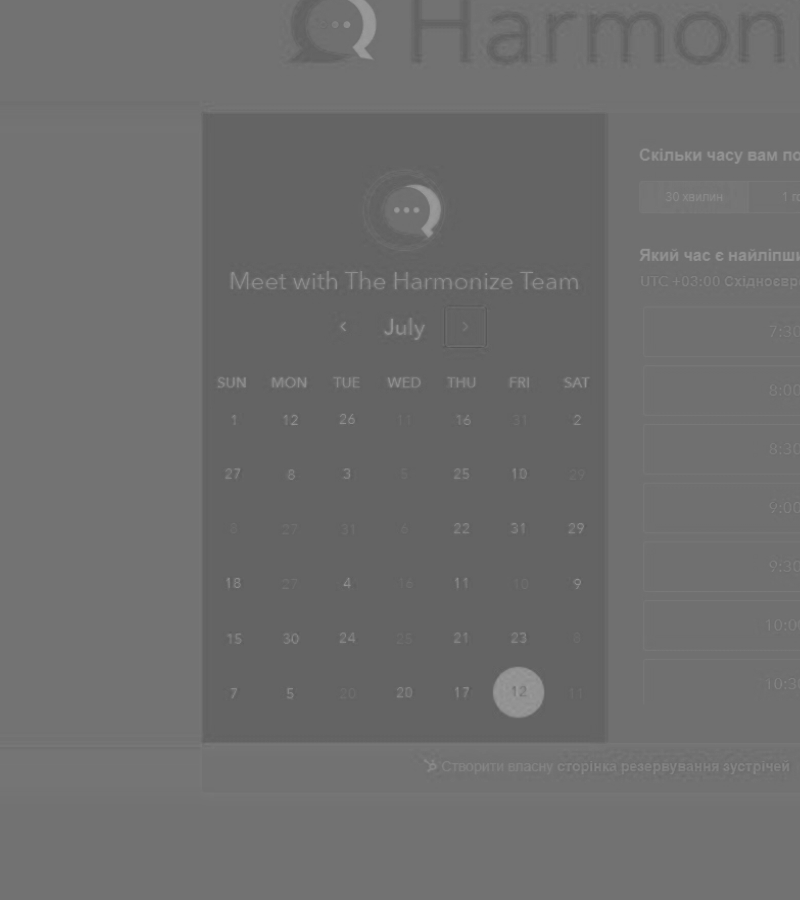 Harmon
Meet with The Harmonize Team
July
SUN MON TUE WED THU FRI SAT
1 12 26 11 16 31 2
27 8 3 5 25 10 29
8 27 31 6 22 31 29
18 27 4 16 11 10 9
15 30 24 25 21 23 8
7 5 20 20 17 12 11
Скільки часу вам по
30 хвилин 1 го
Який час є найліпши
UTC +03:00 Східноєвр
7:30
8:00
8:30
9:00
9:30
10:00
10:30
Створити власну сторінка резервування зустрічей